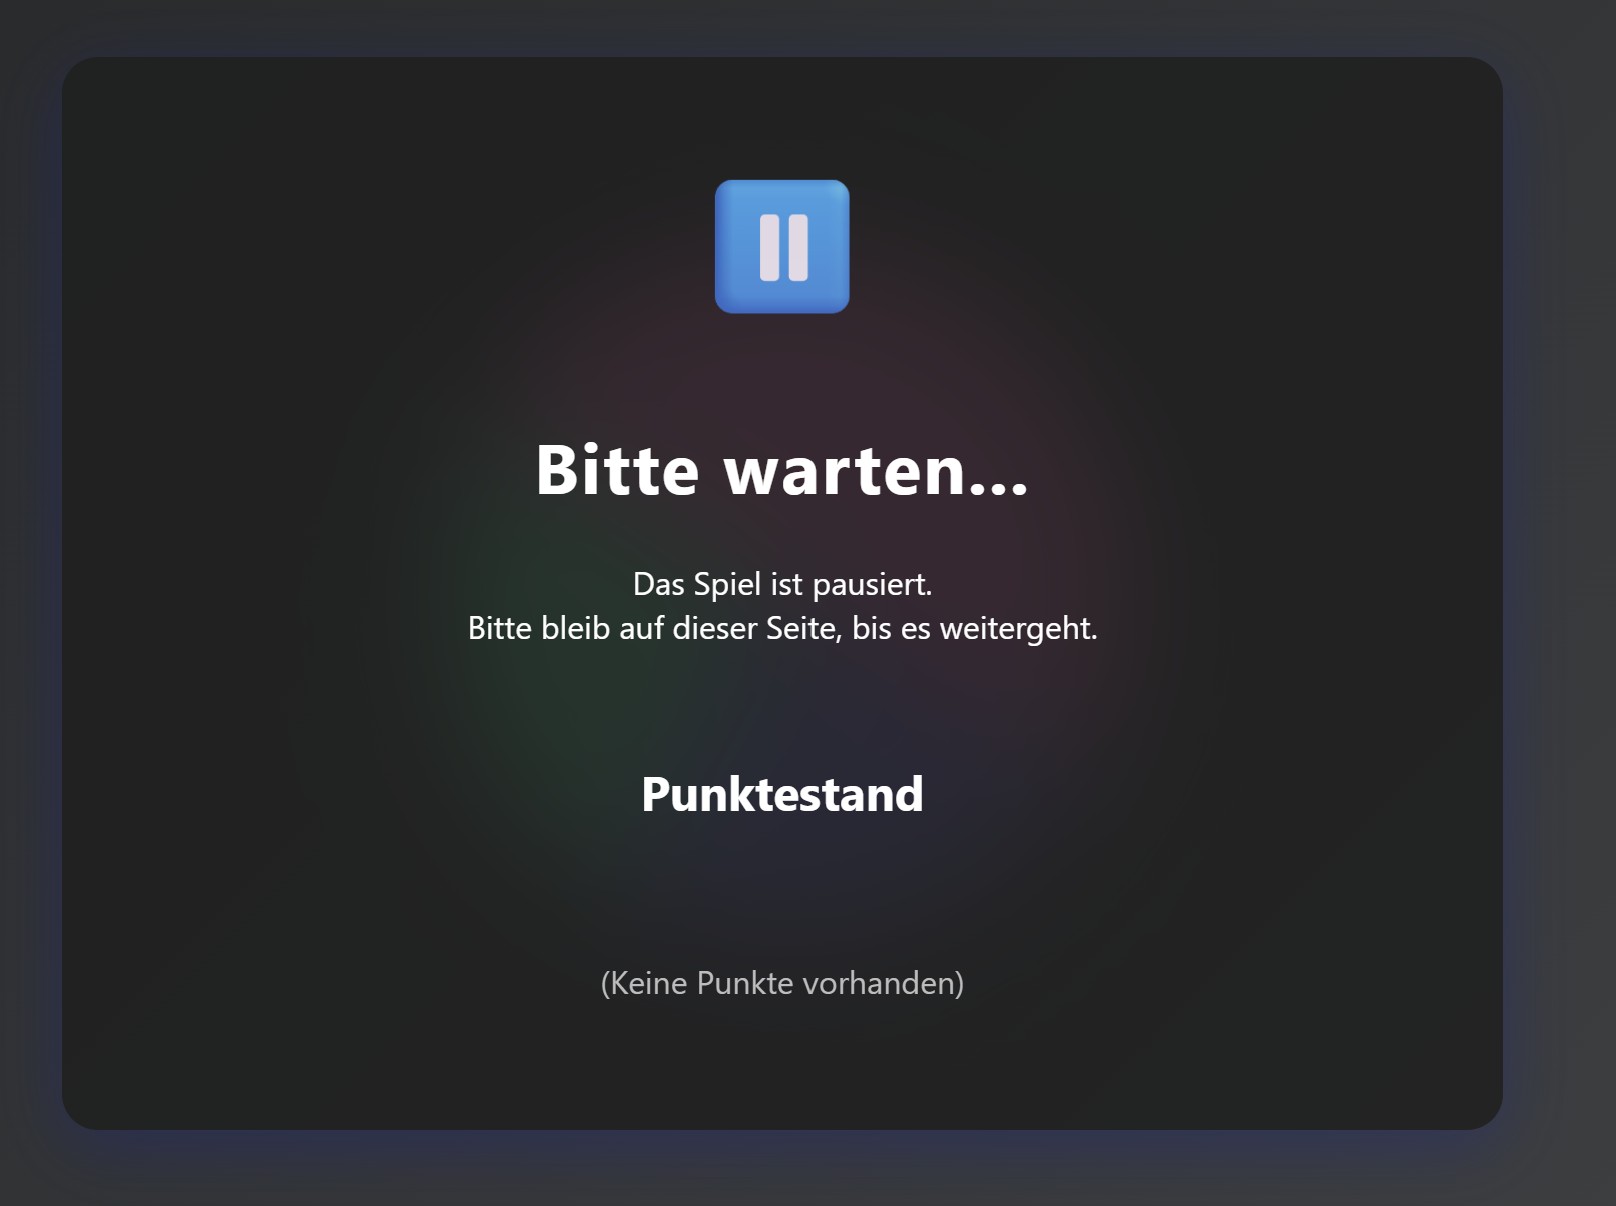 Bitte warten...
Das Spiel ist pausiert.
Bitte bleib auf dieser Seite, bis es weitergeht.
Punktestand
(Keine Punkte vorhanden)